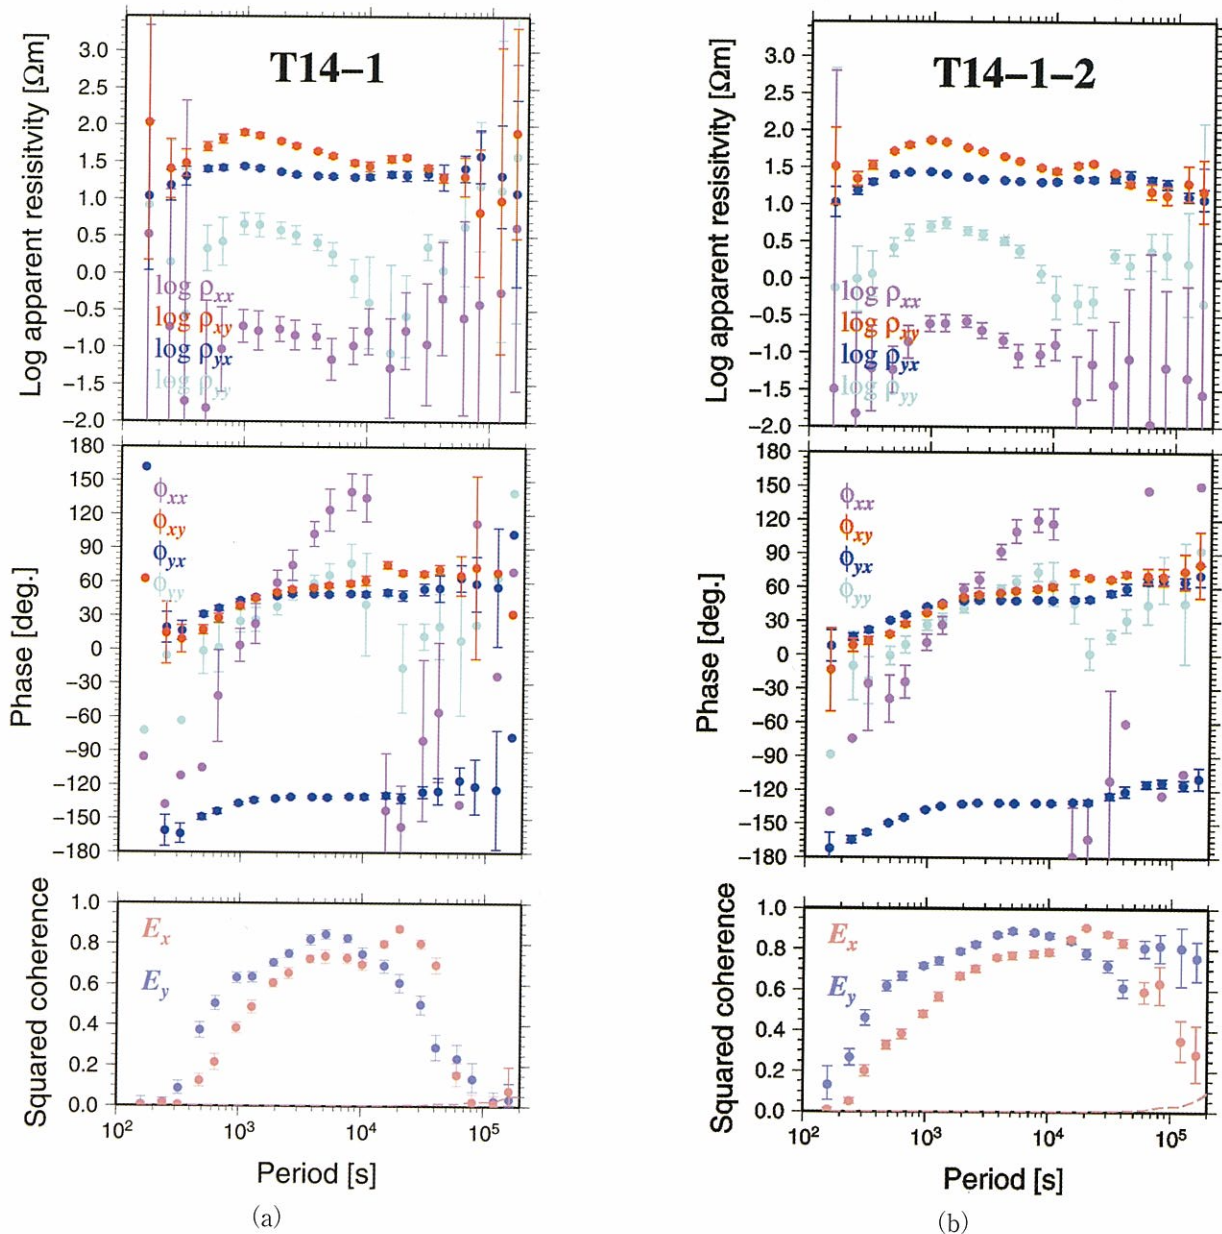 T14-1
Log apparent resisitvity [Ωm]
3.0
2.5
2.0
1.5
1.0
0.5
0.0
-0.5
-1.0
-1.5
-2.0
log ρxx
log ρxy
log ρyx
log ρyy
Phase [deg.]
180
150
120
90
60
30
0
-30
-60
-90
-120
-150
-180
ϕxx
ϕxy
ϕyx
ϕyy
Squared coherence
1.0
0.8
0.6
0.4
0.2
0.0
Ex
Ey
10² 10³ 10⁴ 10⁵
Period [s]
(a)
T14-1-2
Log apparent resisitvity [Ωm]
3.0
2.5
2.0
1.5
1.0
0.5
0.0
-0.5
-1.0
-1.5
-2.0
log ρxx
log ρxy
log ρyx
log ρyy
Phase [deg.]
180
150
120
90
60
30
0
-30
-60
-90
-120
-150
-180
ϕxx
ϕxy
ϕyx
ϕyy
Squared coherence
1.0
0.8
0.6
0.4
0.2
0.0
Ex
Ey
10² 10³ 10⁴ 10⁵
Period [s]
(b)